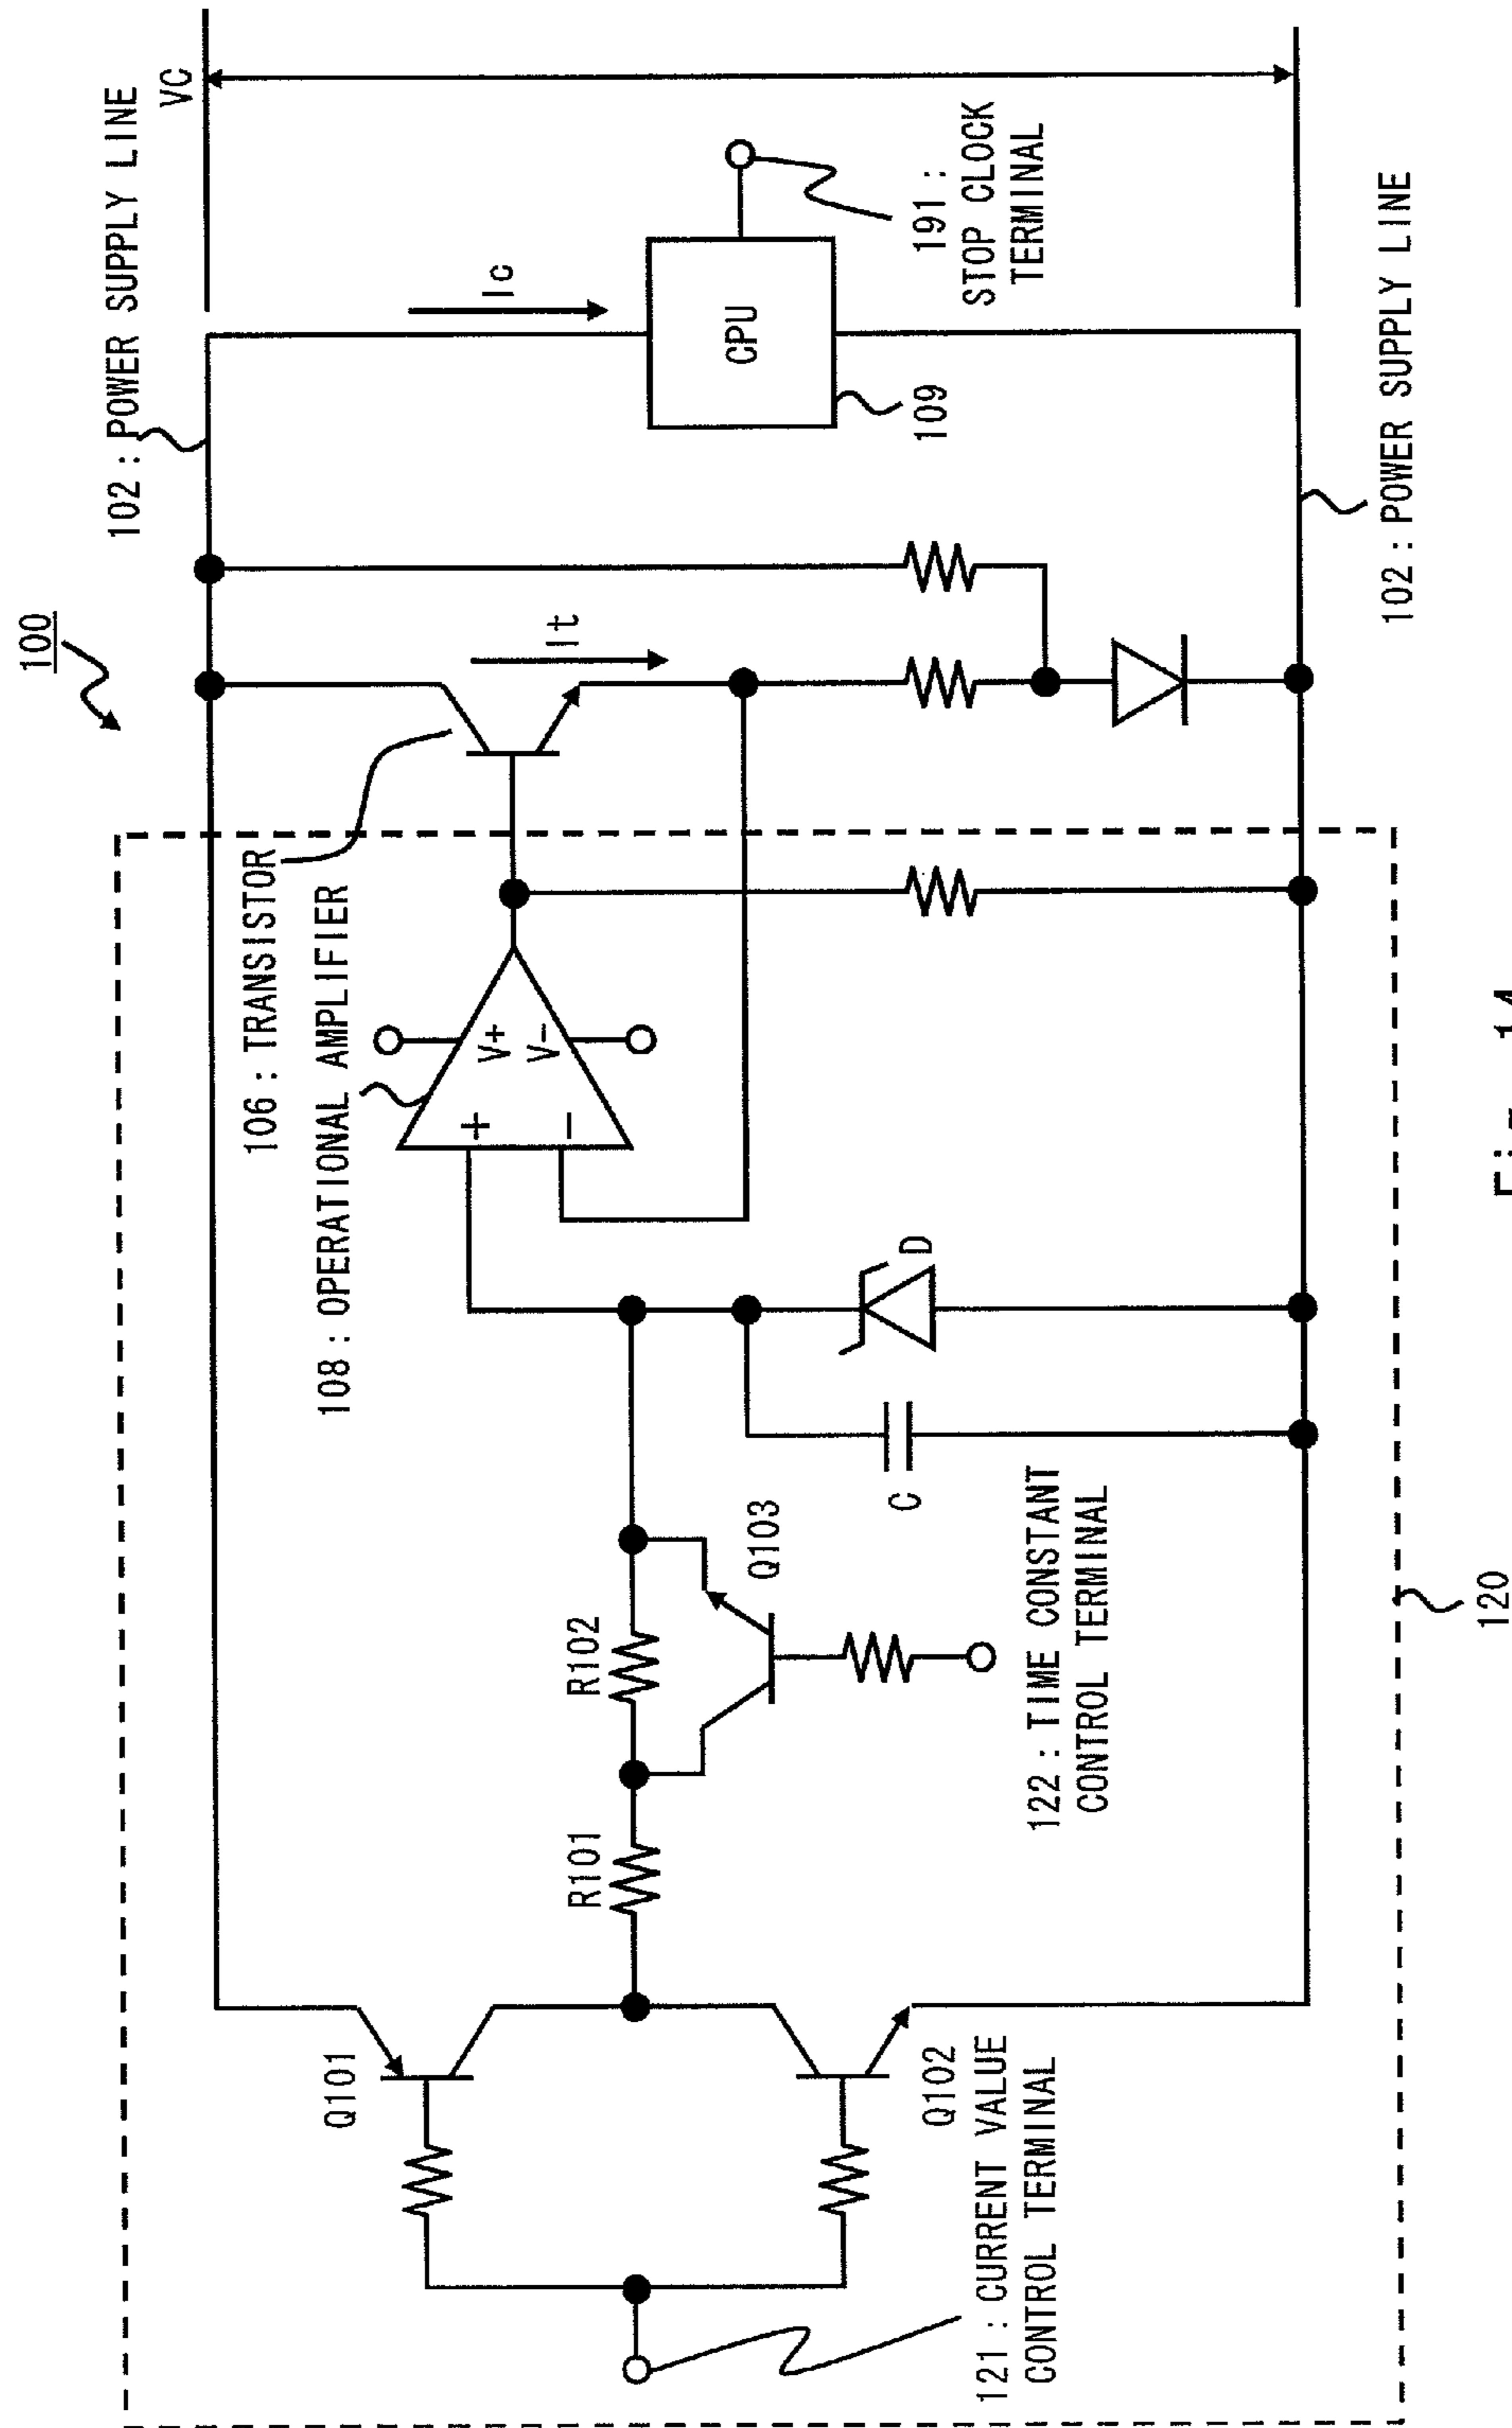 100
102 : POWER SUPPLY LINE
VC
106 : TRANSISTOR
108 : OPERATIONAL AMPLIFIER
It
Ic
V+
V-
+
−
CPU
109
191 :
STOP CLOCK
TERMINAL
Q101
R101
R102
Q103
C
D
Q102
121 : CURRENT VALUE
CONTROL TERMINAL
122 : TIME CONSTANT
CONTROL TERMINAL
102 : POWER SUPPLY LINE
120